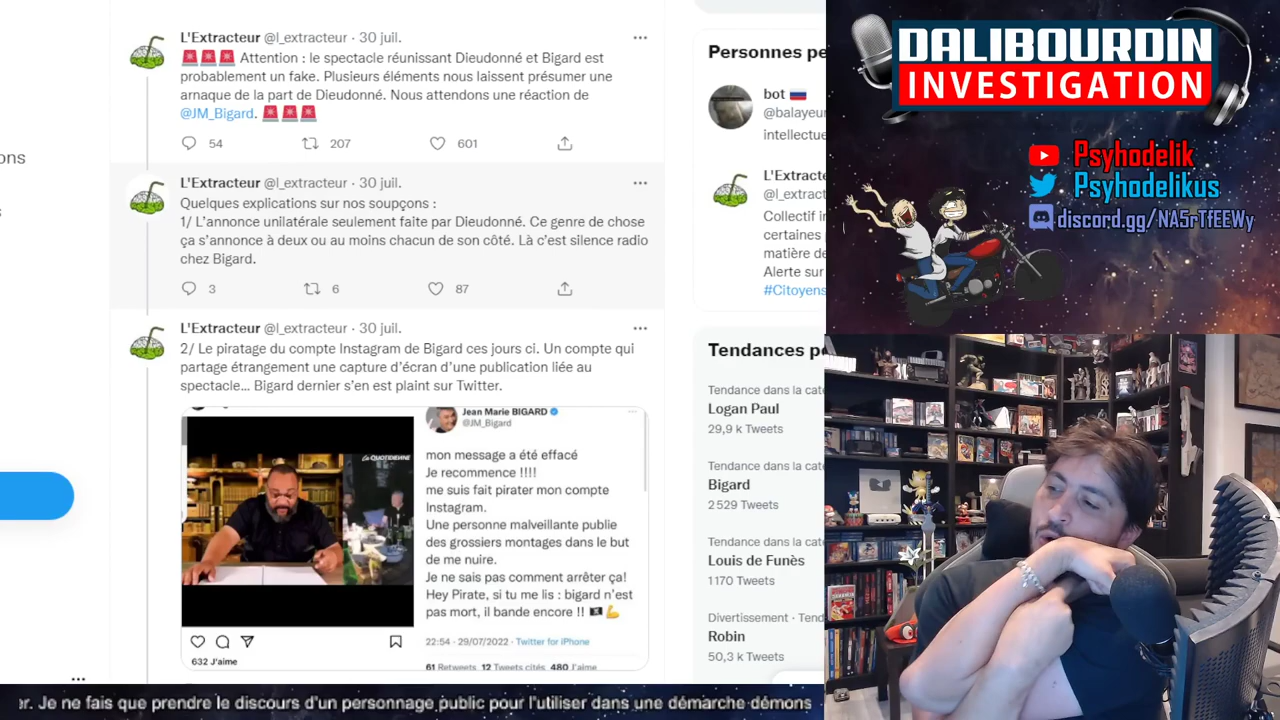 L'Extracteur @l_extracteur · 30 juil.
🚨🚨🚨 Attention : le spectacle réunissant Dieudonné et Bigard est
probablement un fake. Plusieurs éléments nous laissent présumer une
arnaque de la part de Dieudonné. Nous attendons une réaction de
@JM_Bigard. 🚨🚨🚨
54 207 601
L'Extracteur @l_extracteur · 30 juil.
Quelques explications sur nos soupçons :
1/ L'annonce unilatérale seulement faite par Dieudonné. Ce genre de chose
ça s'annonce à deux ou au moins chacun de son côté. Là c'est silence radio
chez Bigard.
3 6 87
L'Extracteur @l_extracteur · 30 juil.
2/ Le piratage du compte Instagram de Bigard ces jours ci. Un compte qui
partage étrangement une capture d'écran d'une publication liée au
spectacle... Bigard dernier s'en est plaint sur Twitter.
La QUOTIDIENNE
632 J'aime
Jean Marie BIGARD
@JM_Bigard
mon message a été effacé
Je recommence !!!!
me suis fait pirater mon compte
Instagram.
Une personne malveillante publie
des grossiers montages dans le but
de me nuire.
Je ne sais pas comment arrêter ça!
Hey Pirate, si tu me lis : bigard n'est
pas mort, il bande encore !! 🏴‍☠️💪
22:54 · 29/07/2022 · Twitter for iPhone
61 Retweets 12 Tweets cités 480 J'aime
ons
Personnes pe
bot 🇷🇺
@balayeur
intellectue
L'Extracte
@l_extract
Collectif in
certaines
matière de
Alerte sur
#Citoyens
Tendances po
Tendance dans la caté
Logan Paul
29,9 k Tweets
Tendance dans la caté
Bigard
2 529 Tweets
Tendance dans la caté
Louis de Funès
1 170 Tweets
Divertissement · Tend
Robin
50,3 k Tweets
DALIBOURDIN
INVESTIGATION
Psyhodelik
Psyhodelikus
discord.gg/NA5rTfEEWy
er. Je ne fais que prendre le discours d'un personnage public pour l'utiliser dans une démarche démons